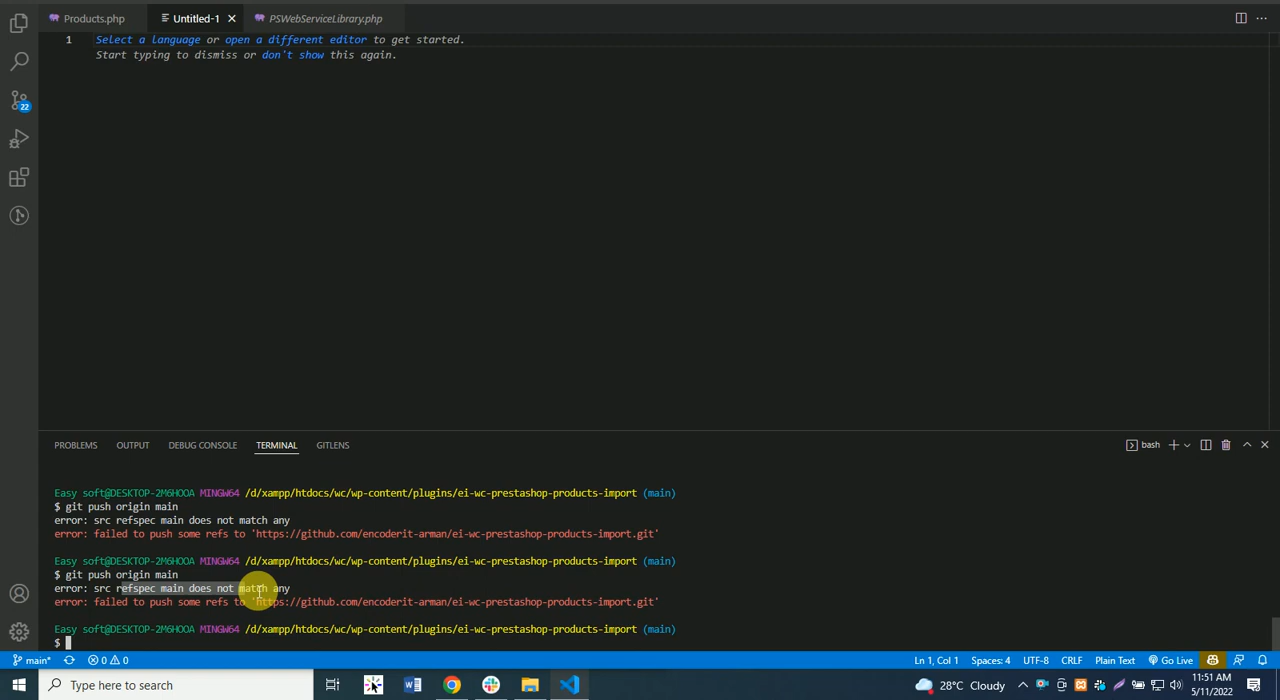 Products.php
Untitled-1
PSWebServiceLibrary.php
1
Select a language or open a different editor to get started.
Start typing to dismiss or don't show this again.
22
PROBLEMS
OUTPUT
DEBUG CONSOLE
TERMINAL
GITLENS
bash
Easy soft@DESKTOP-2M6HOOA MINGW64 /d/xampp/htdocs/wc/wp-content/plugins/ei-wc-prestashop-products-import (main)
$ git push origin main
error: src refspec main does not match any
error: failed to push some refs to 'https://github.com/encoderit-arman/ei-wc-prestashop-products-import.git'
Easy soft@DESKTOP-2M6HOOA MINGW64 /d/xampp/htdocs/wc/wp-content/plugins/ei-wc-prestashop-products-import (main)
$ git push origin main
error: src refspec main does not match any
error: failed to push some refs to 'https://github.com/encoderit-arman/ei-wc-prestashop-products-import.git'
Easy soft@DESKTOP-2M6HOOA MINGW64 /d/xampp/htdocs/wc/wp-content/plugins/ei-wc-prestashop-products-import (main)
$
main*
0
0
Ln 1, Col 1
Spaces: 4
UTF-8
CRLF
Plain Text
Go Live
Type here to search
28°C Cloudy
11:51 AM
5/11/2022